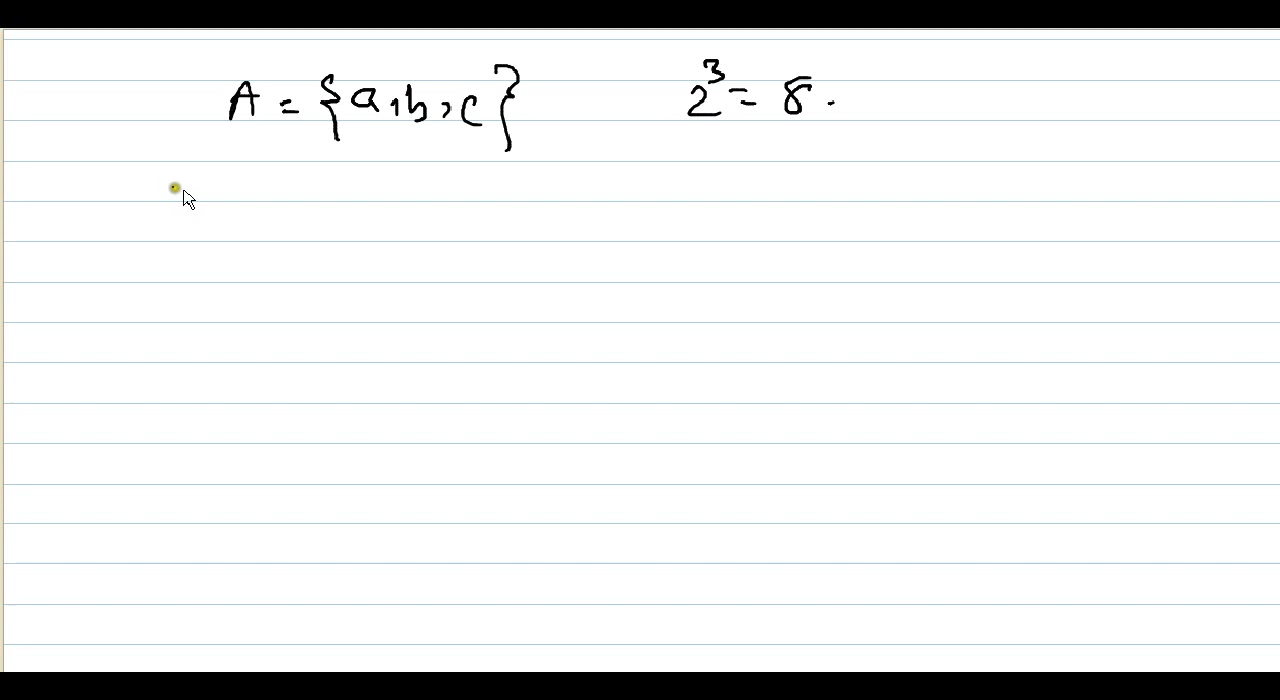 A = {a, b, c} 2³ = 8.